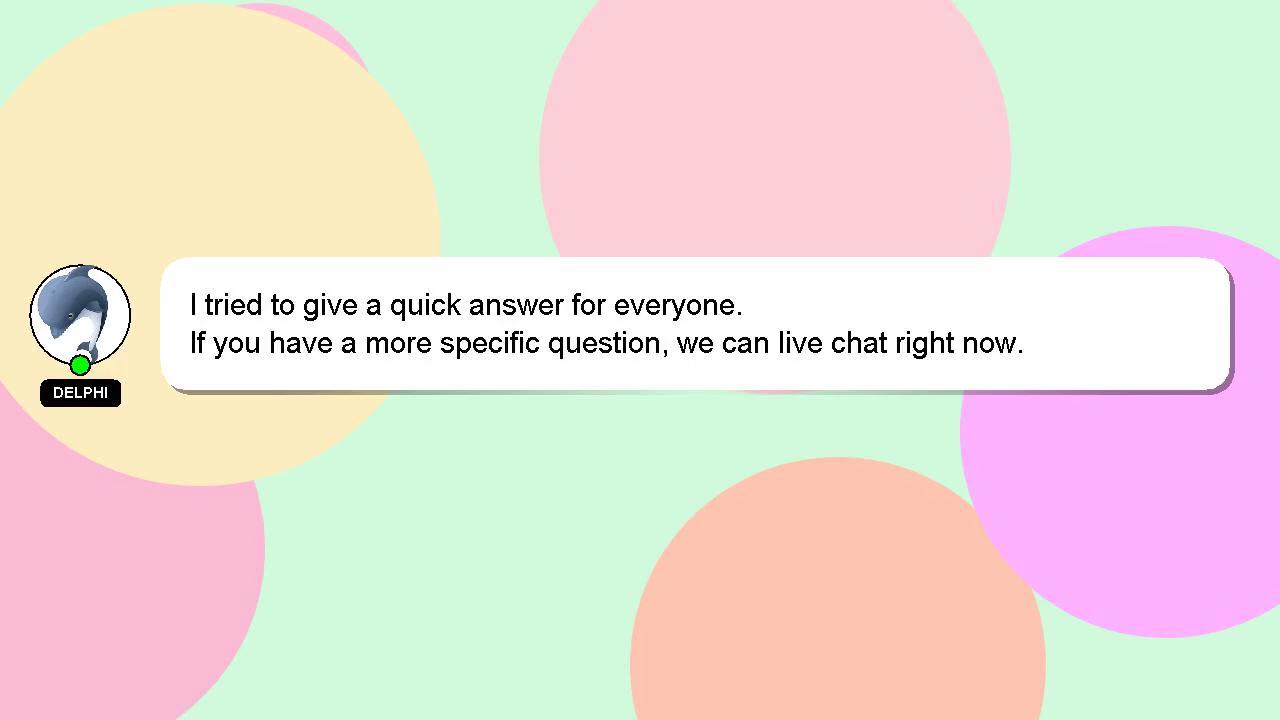 I tried to give a quick answer for everyone.
If you have a more specific question, we can live chat right now.
DELPHI